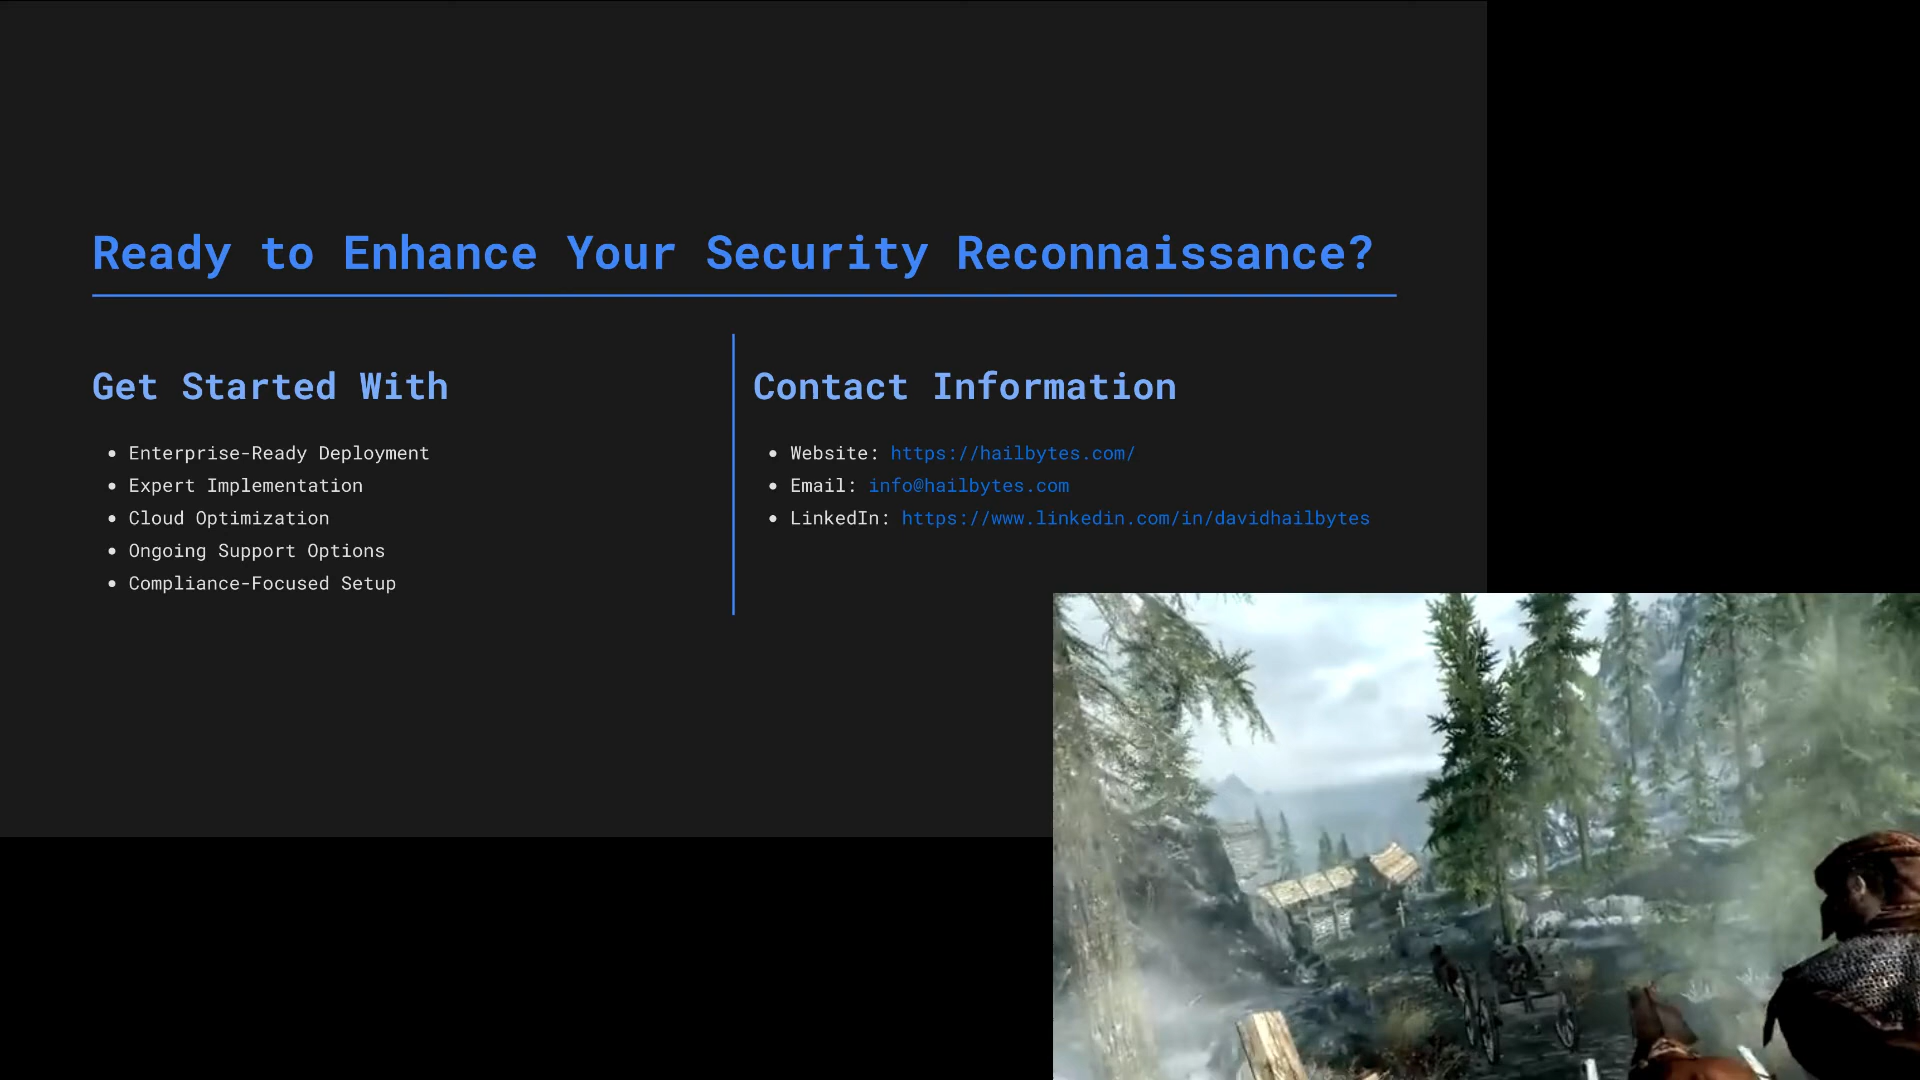 Ready to Enhance Your Security Reconnaissance?
Get Started With
Enterprise-Ready Deployment
Expert Implementation
Cloud Optimization
Ongoing Support Options
Compliance-Focused Setup
Contact Information
Website: https://hailbytes.com/
Email: info@hailbytes.com
LinkedIn: https://www.linkedin.com/in/davidhailbytes